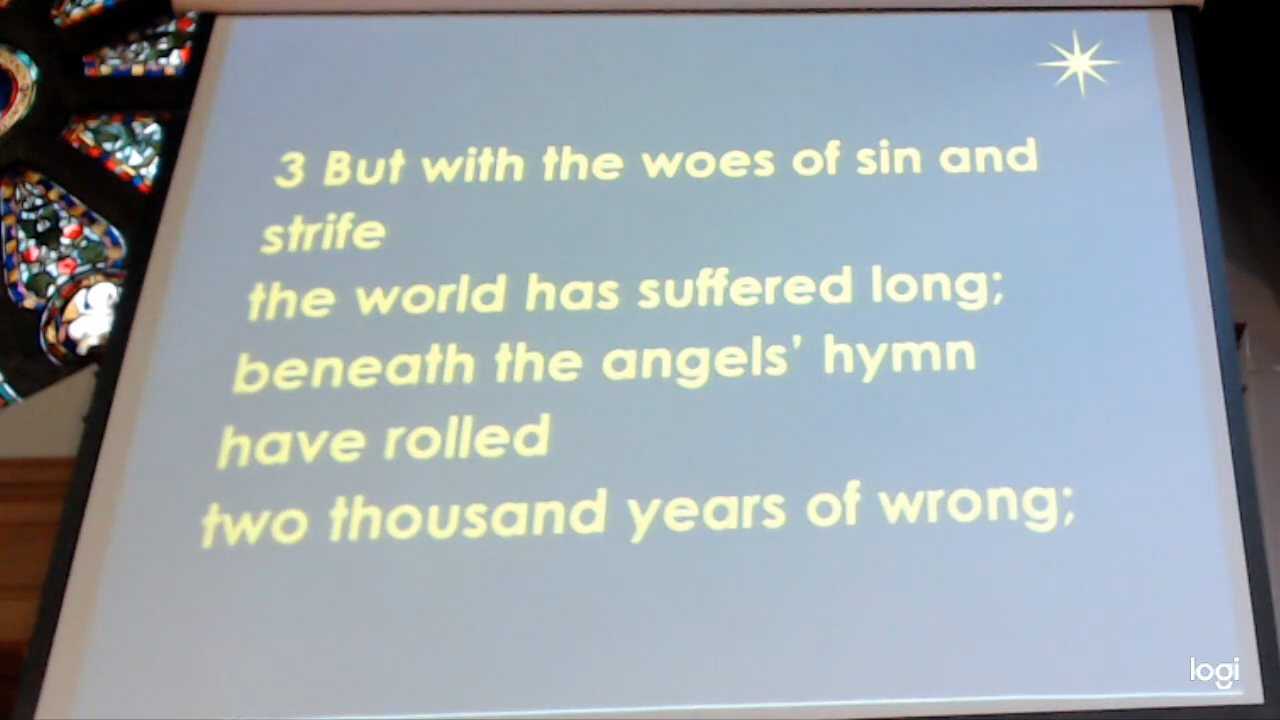 3 But with the woes of sin and
strife
the world has suffered long;
beneath the angels’ hymn
have rolled
two thousand years of wrong;
logi